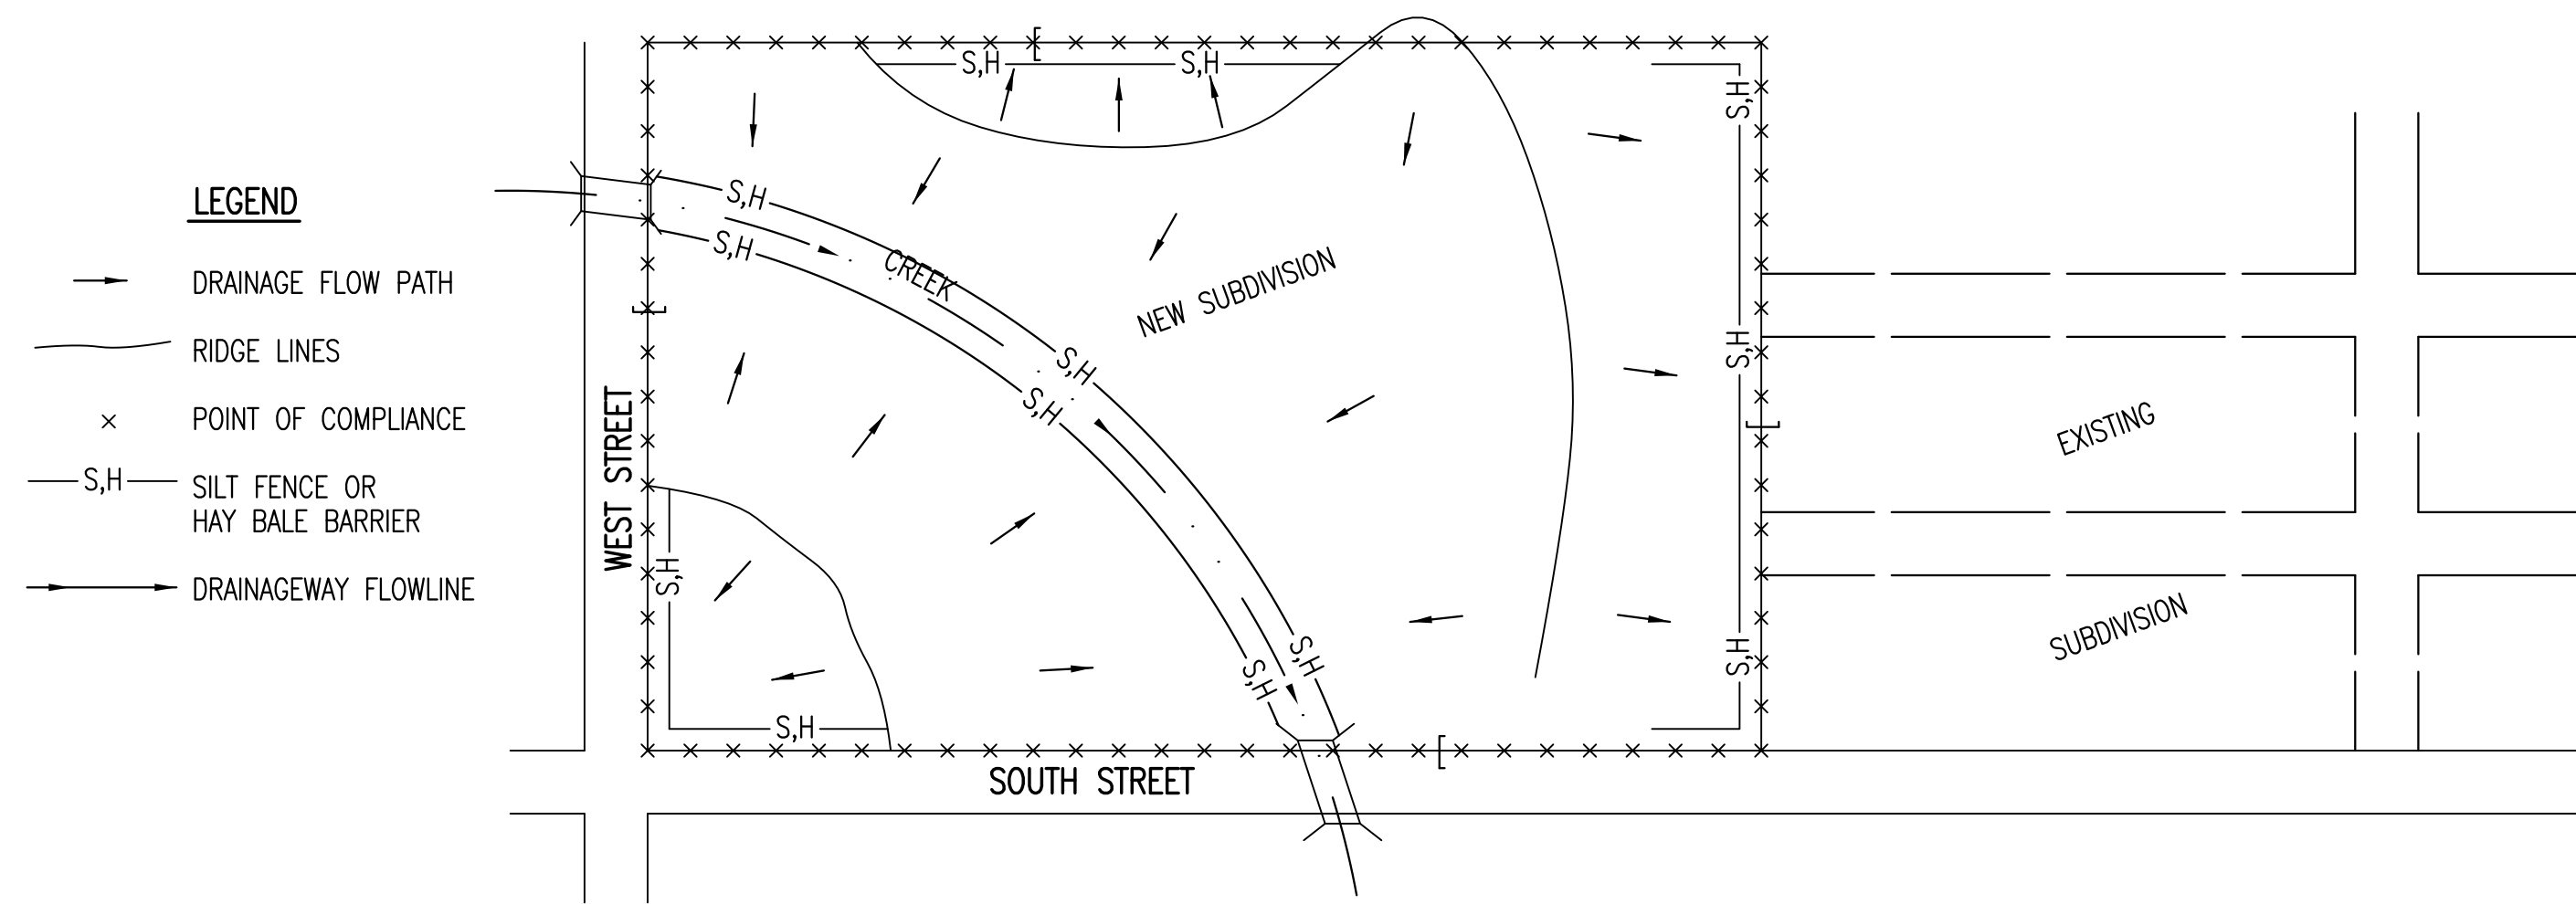 LEGEND
DRAINAGE FLOW PATH
RIDGE LINES
POINT OF COMPLIANCE
S,H
SILT FENCE OR
HAY BALE BARRIER
DRAINAGEWAY FLOWLINE
S,H
S,H
S,H
S,H
S,H
CREEK
NEW SUBDIVISION
S,H
S,H
S,H
WEST STREET
EXISTING
S,H
S,H
S,H
S,H
S,H
SUBDIVISION
S,H
SOUTH STREET